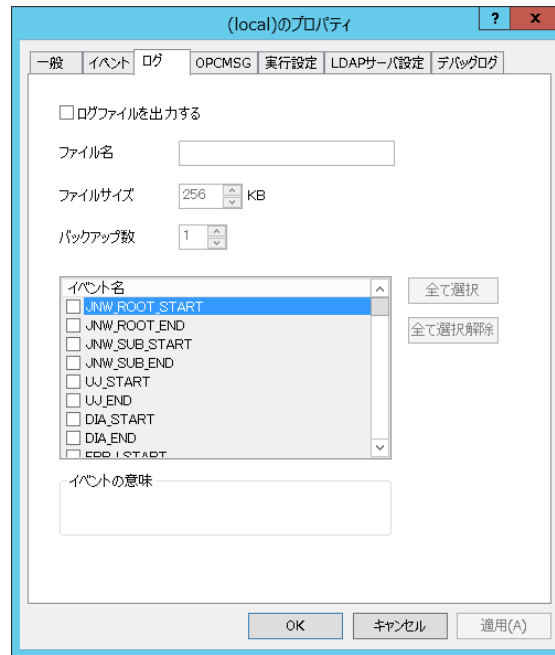 (local)のプロパティ
? x
一般 イベント ログ OPCMSG 実行設定 LDAPサーバ設定 デバッグログ
ログファイルを出力する
ファイル名
ファイルサイズ 256 KB
バックアップ数 1
イベント名
JNW_ROOT_START
JNW_ROOT_END
JNW_SUB_START
JNW_SUB_END
UJ_START
UJ_END
DIA_START
DIA_END
ERRJ_START
全て選択
全て選択解除
イベントの意味
OK キャンセル 適用(A)